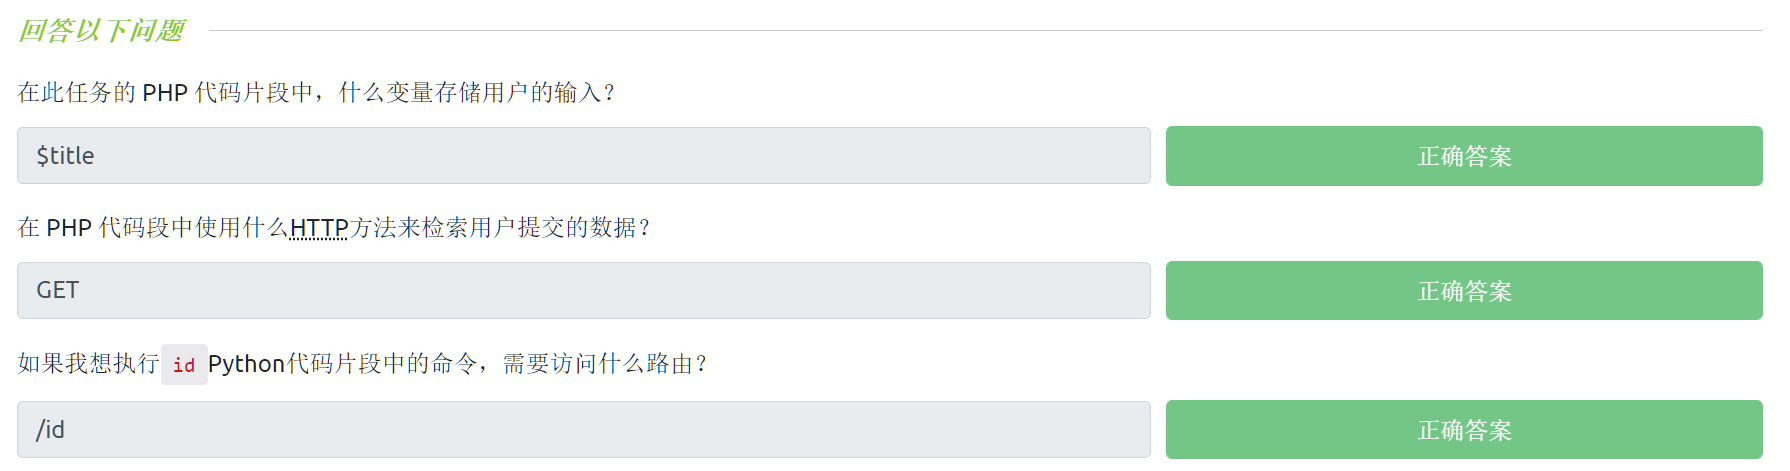 回答以下问题
在此任务的 PHP 代码片段中，什么变量存储用户的输入？
$title
正确答案
在 PHP 代码段中使用什么HTTP方法来检索用户提交的数据？
GET
正确答案
如果我想执行 id Python代码片段中的命令，需要访问什么路由？
/id
正确答案